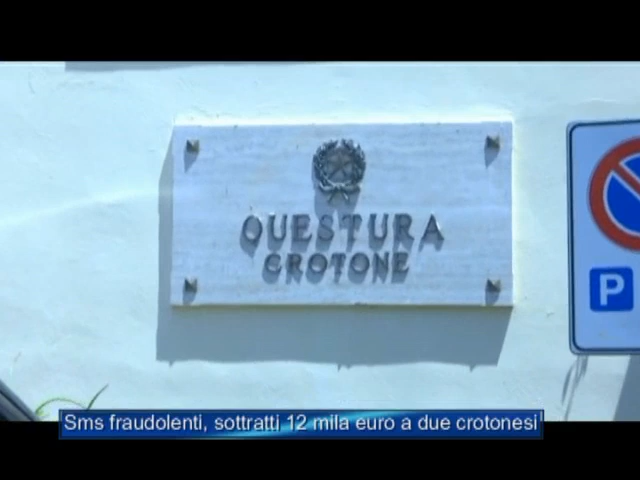 QUESTURA
CROTONE
P
Sms fraudolenti, sottratti 12 mila euro a due crotonesi